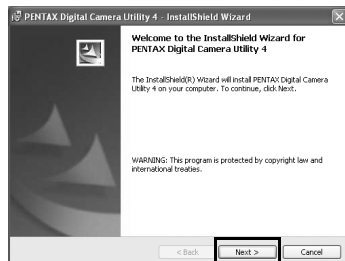 PENTAX Digital Camera Utility 4 - InstallShield Wizard
Welcome to the InstallShield Wizard for
PENTAX Digital Camera Utility 4
The InstallShield(R) Wizard will install PENTAX Digital Camera
Utility 4 on your computer. To continue, click Next.
WARNING: This program is protected by copyright law and
international treaties.
< Back Next > Cancel